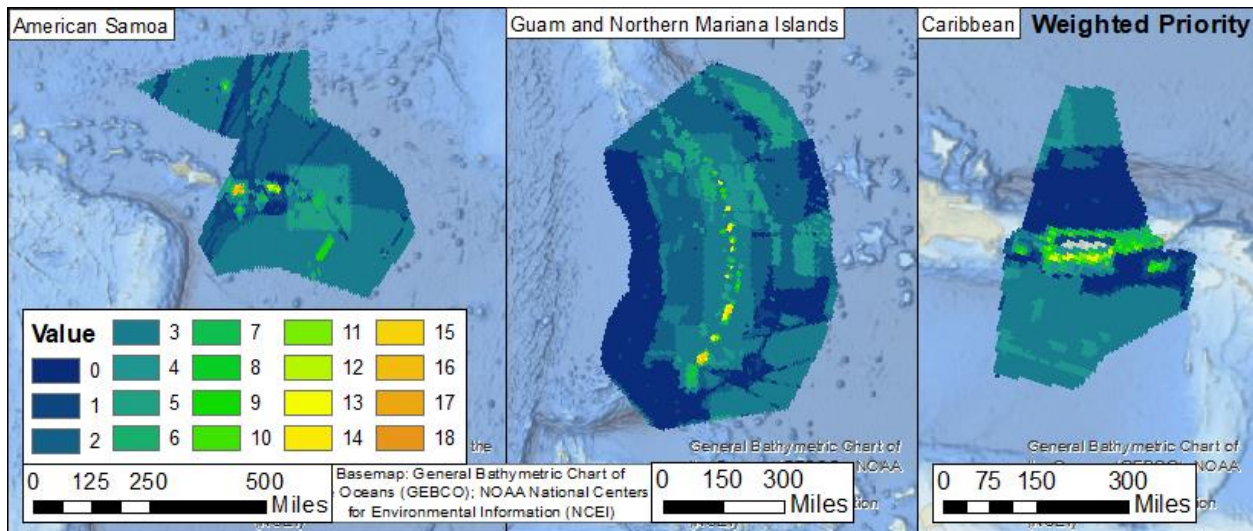 American Samoa
Guam and Northern Mariana Islands
Caribbean
Weighted Priority
Value
0
1
2
3
4
5
6
7
8
9
10
11
12
13
14
15
16
17
18
the
0 125 250 500
Miles
Basemap: General Bathymetric Chart of
Oceans (GEBCO); NOAA National Centers
for Environmental Information (NCEI)
General Bathymetric Chart of
NOAA
0 150 300
Miles
General Bathymetric Chart of
NOAA
0 75 150 300
Miles